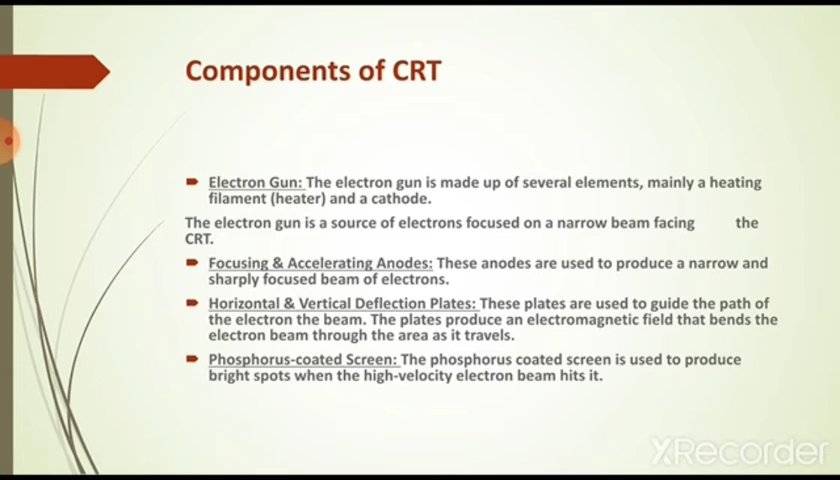 Components of CRT
Electron Gun: The electron gun is made up of several elements, mainly a heating
filament (heater) and a cathode.
The electron gun is a source of electrons focused on a narrow beam facing the
CRT.
Focusing & Accelerating Anodes: These anodes are used to produce a narrow and
sharply focused beam of electrons.
Horizontal & Vertical Deflection Plates: These plates are used to guide the path of
the electron the beam. The plates produce an electromagnetic field that bends the
electron beam through the area as it travels.
Phosphorus-coated Screen: The phosphorus coated screen is used to produce
bright spots when the high-velocity electron beam hits it.
XRecorder